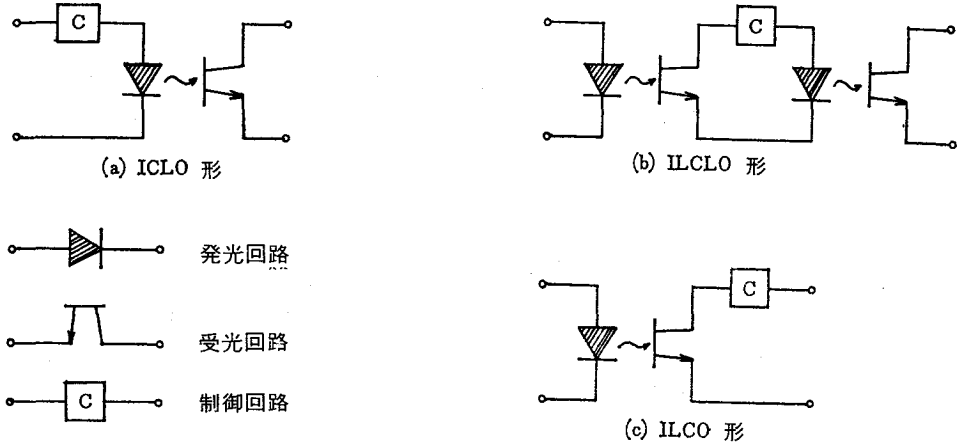 C
C
(a) ICLO 形
(b) ILCLO 形
発光回路
C
受光回路
C
制御回路
(c) ILCO 形